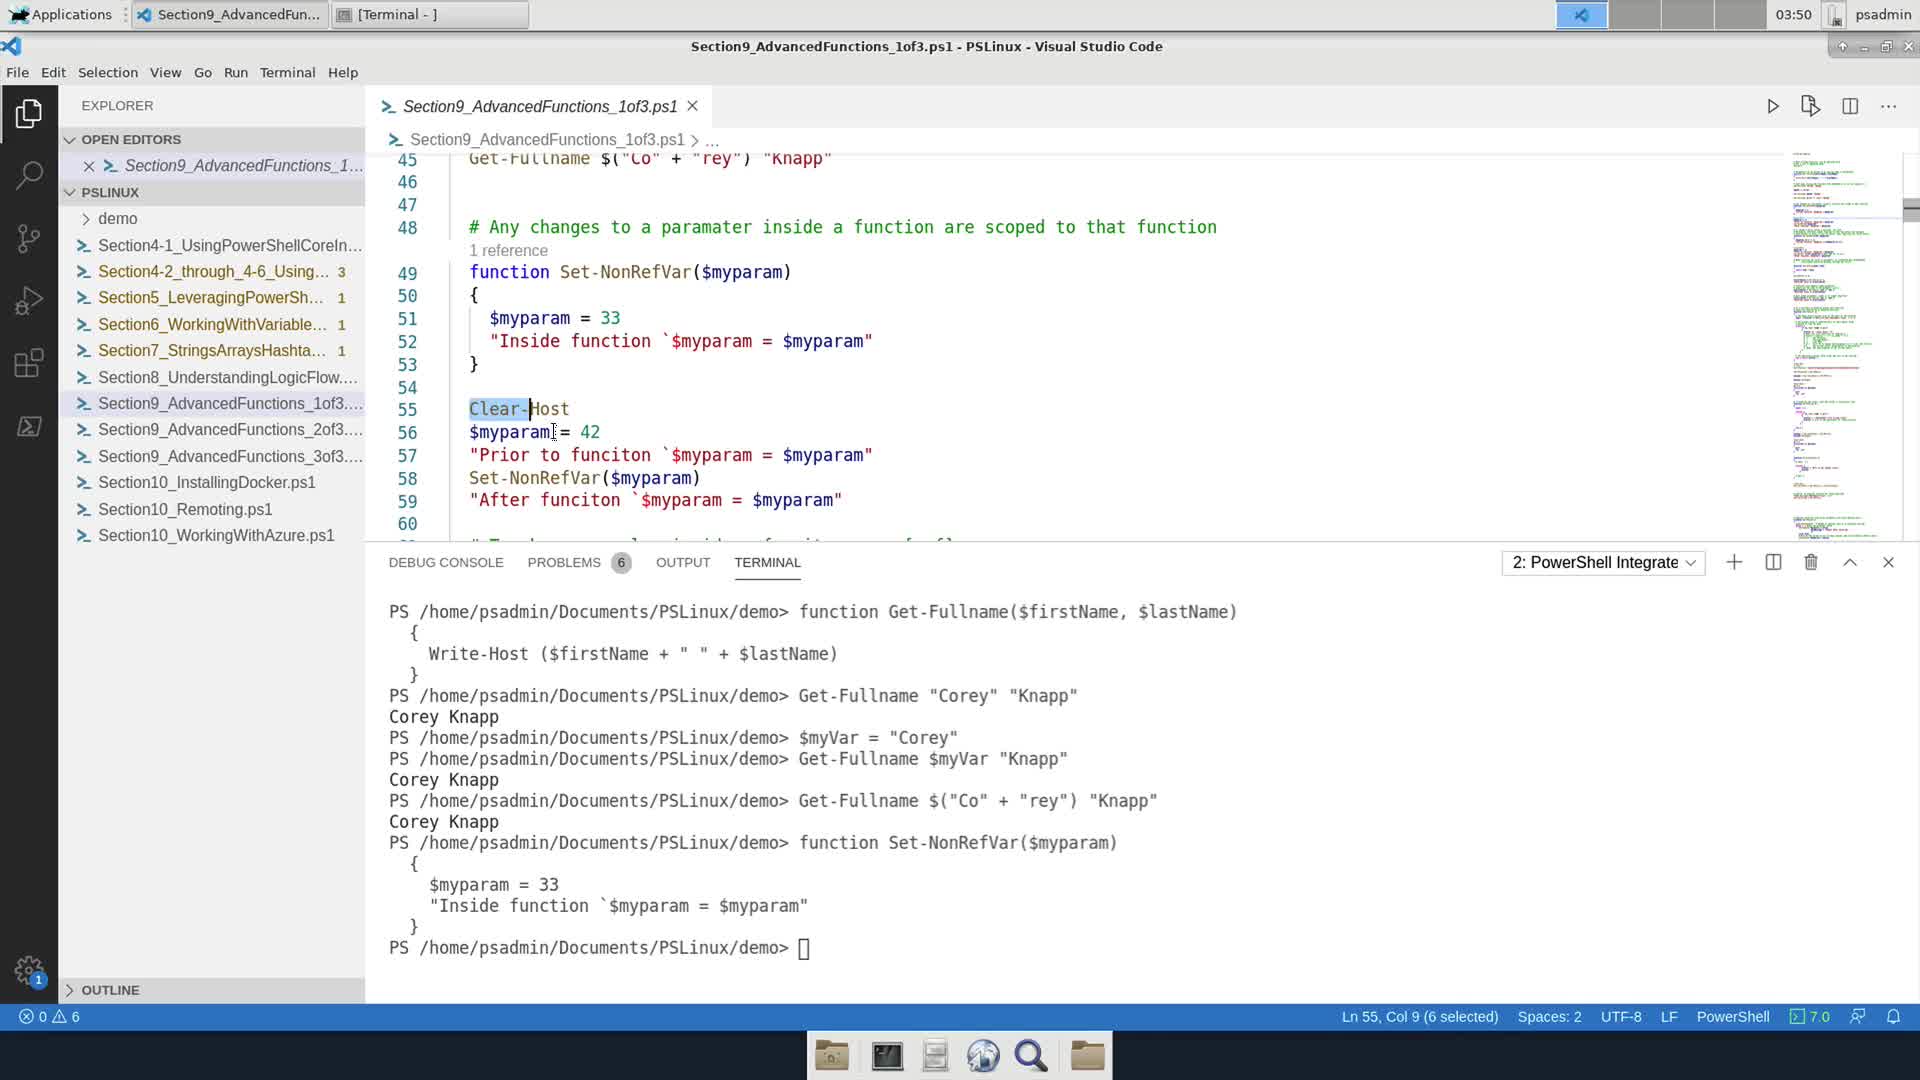 Applications
Section9_AdvancedFun...
[Terminal - ]
03:50
psadmin
Section9_AdvancedFunctions_1of3.ps1 - PSLinux - Visual Studio Code
File Edit Selection View Go Run Terminal Help
EXPLORER
OPEN EDITORS
Section9_AdvancedFunctions_1...
PSLINUX
demo
Section4-1_UsingPowerShellCoreIn...
Section4-2_through_4-6_Using... 3
Section5_LeveragingPowerSh... 1
Section6_WorkingWithVariable... 1
Section7_StringsArraysHashta... 1
Section8_UnderstandingLogicFlow....
Section9_AdvancedFunctions_1of3....
Section9_AdvancedFunctions_2of3....
Section9_AdvancedFunctions_3of3....
Section10_InstallingDocker.ps1
Section10_Remoting.ps1
Section10_WorkingWithAzure.ps1
OUTLINE
1
Section9_AdvancedFunctions_1of3.ps1
Section9_AdvancedFunctions_1of3.ps1 > ...
45 Get-Fullname $("Co" + "rey") "Knapp"
46
47
48 # Any changes to a paramater inside a function are scoped to that function
1 reference
49 function Set-NonRefVar($myparam)
50 {
51 $myparam = 33
52 "Inside function `$myparam = $myparam"
53 }
54
55 Clear-Host
56 $myparam = 42
57 "Prior to funciton `$myparam = $myparam"
58 Set-NonRefVar($myparam)
59 "After funciton `$myparam = $myparam"
60
DEBUG CONSOLE PROBLEMS 6 OUTPUT TERMINAL
2: PowerShell Integrate
PS /home/psadmin/Documents/PSLinux/demo> function Get-Fullname($firstName, $lastName)
{
Write-Host ($firstName + " " + $lastName)
}
PS /home/psadmin/Documents/PSLinux/demo> Get-Fullname "Corey" "Knapp"
Corey Knapp
PS /home/psadmin/Documents/PSLinux/demo> $myVar = "Corey"
PS /home/psadmin/Documents/PSLinux/demo> Get-Fullname $myVar "Knapp"
Corey Knapp
PS /home/psadmin/Documents/PSLinux/demo> Get-Fullname $("Co" + "rey") "Knapp"
Corey Knapp
PS /home/psadmin/Documents/PSLinux/demo> function Set-NonRefVar($myparam)
{
$myparam = 33
"Inside function `$myparam = $myparam"
}
PS /home/psadmin/Documents/PSLinux/demo>
0 6
Ln 55, Col 9 (6 selected) Spaces: 2 UTF-8 LF PowerShell 7.0